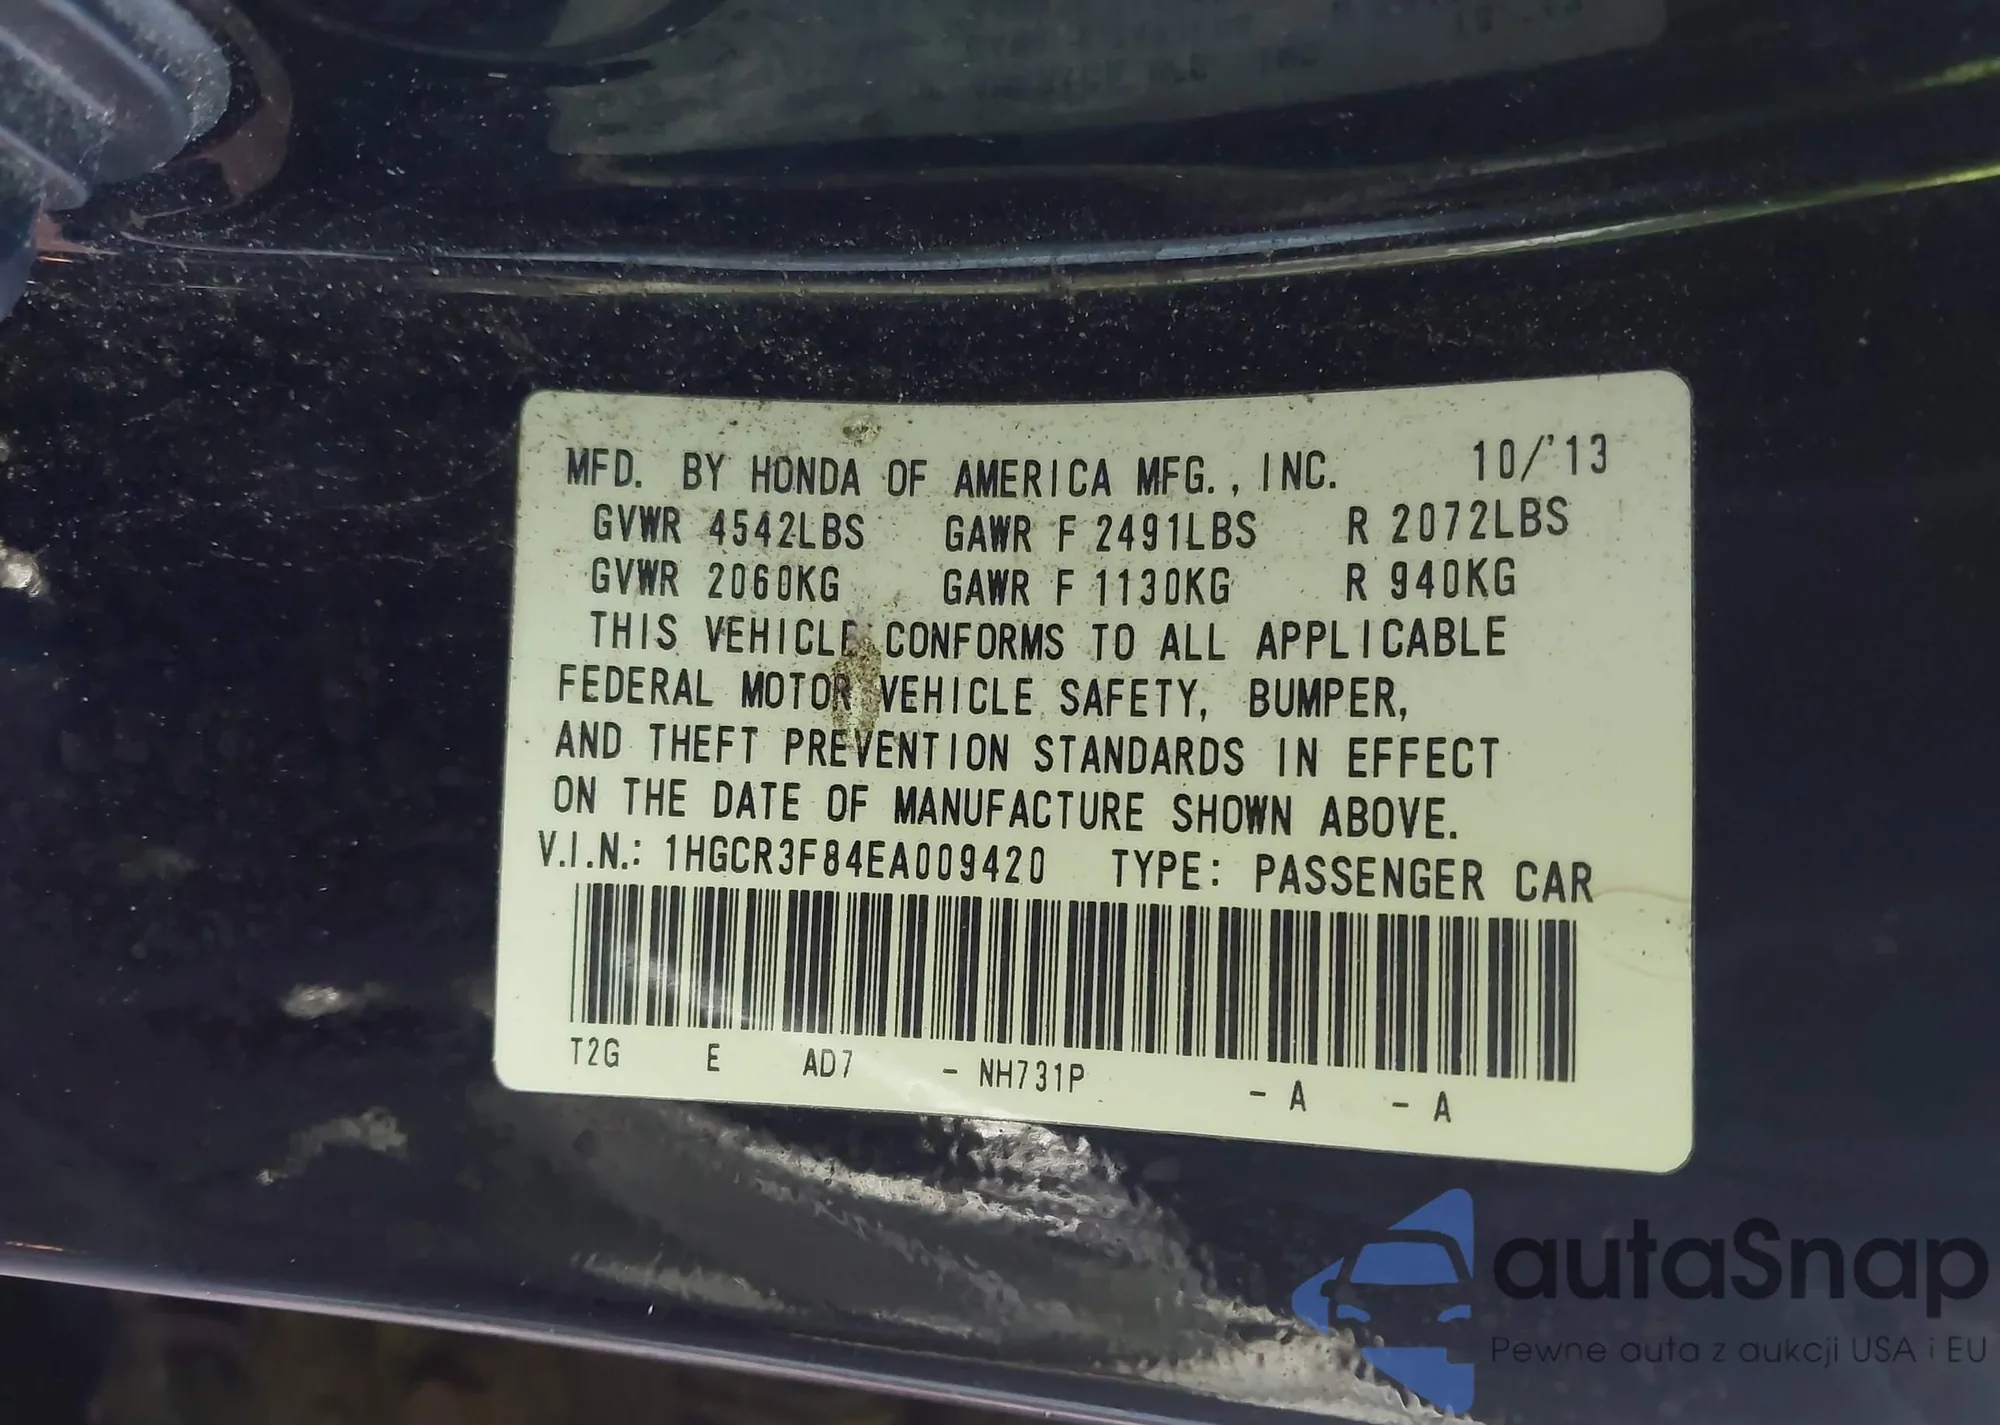 MFD. BY HONDA OF AMERICA MFG., INC. 10/'13
GVWR 4542LBS GAWR F 2491LBS R 2072LBS
GVWR 2060KG GAWR F 1130KG R 940KG
THIS VEHICLE CONFORMS TO ALL APPLICABLE
FEDERAL MOTOR VEHICLE SAFETY, BUMPER,
AND THEFT PREVENTION STANDARDS IN EFFECT
ON THE DATE OF MANUFACTURE SHOWN ABOVE.
V.I.N.: 1HGCR3F84EA009420 TYPE: PASSENGER CAR
T2G E AD7 - NH731P - A - A
autaSnap
Pewne auta z aukcji USA i EU